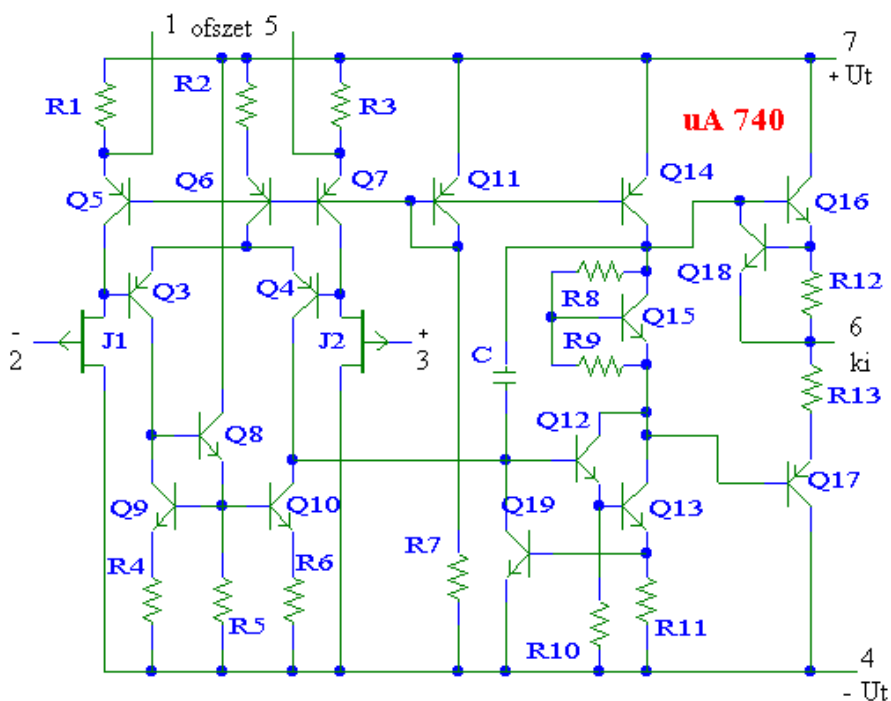 1 ofszet 5
7
+ Ut
R1
R2
R3
uA 740
Q5
Q6
Q7
Q11
Q14
Q16
Q3
Q4
Q18
R8
R12
Q15
-
2
J1
J2
+
3
C
R9
6
ki
R13
Q8
Q12
Q17
Q9
Q10
Q19
Q13
R4
R6
R7
R5
R10
R11
4
- Ut